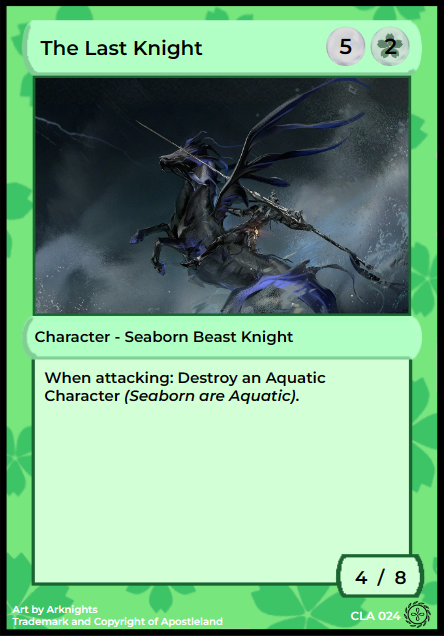 The Last Knight 5 2
Character - Seaborn Beast Knight
When attacking: Destroy an Aquatic
Character (Seaborn are Aquatic).
4 / 8
Art by Arknights
Trademark and Copyright of Apostieland
CLA 024